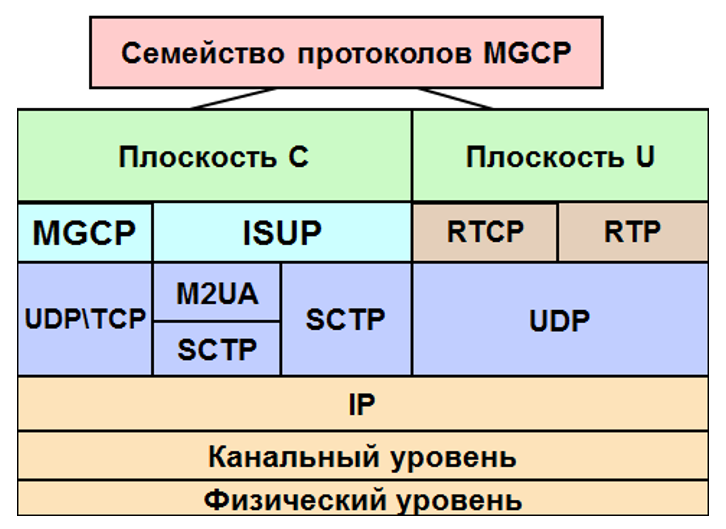 Семейство протоколов MGCP
Плоскость C
Плоскость U
MGCP
ISUP
RTCP
RTP
UDP\TCP
M2UA
SCTP
SCTP
UDP
IP
Канальный уровень
Физический уровень